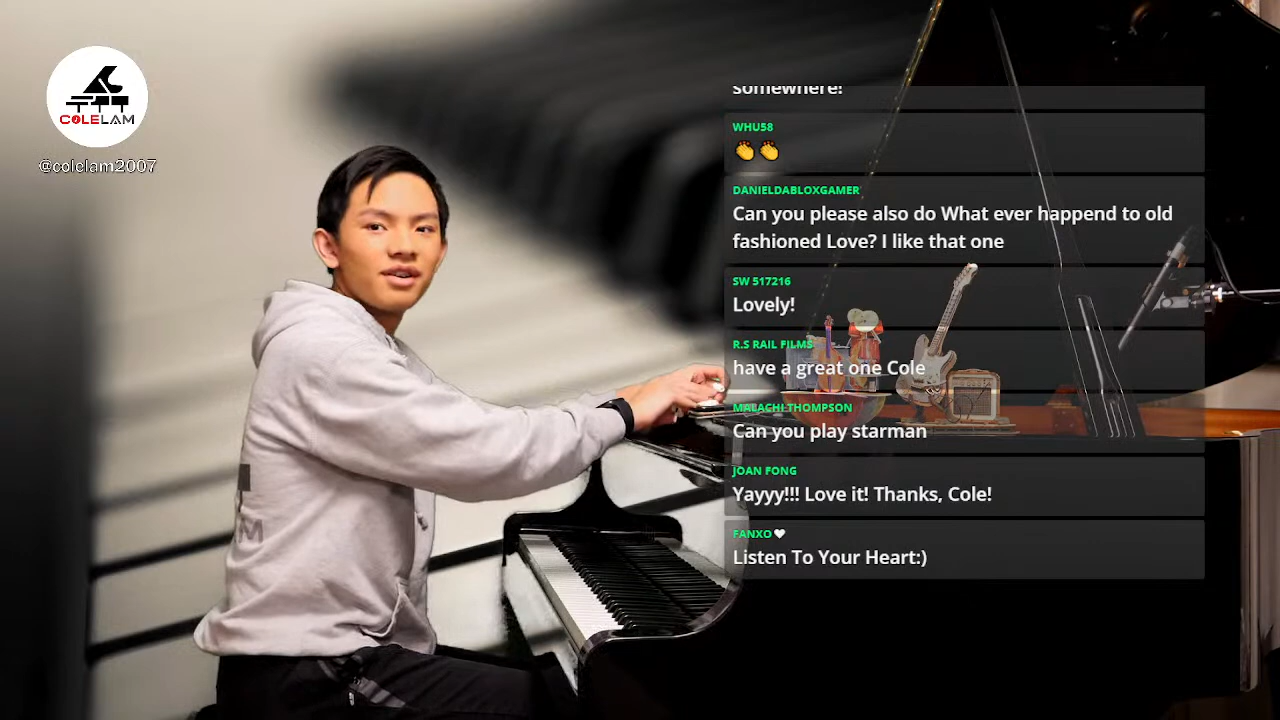 COLELAM
@colelam2007
somewhere!
WHU58
👏👏
DANIELDABLOXGAMER
Can you please also do What ever happend to old
fashioned Love? I like that one
SW 517216
Lovely!
R.S RAIL FILMS
have a great one Cole
MALACHI THOMPSON
Can you play starman
JOAN FONG
Yayyy!!! Love it! Thanks, Cole!
FANXO🤍
Listen To Your Heart:)